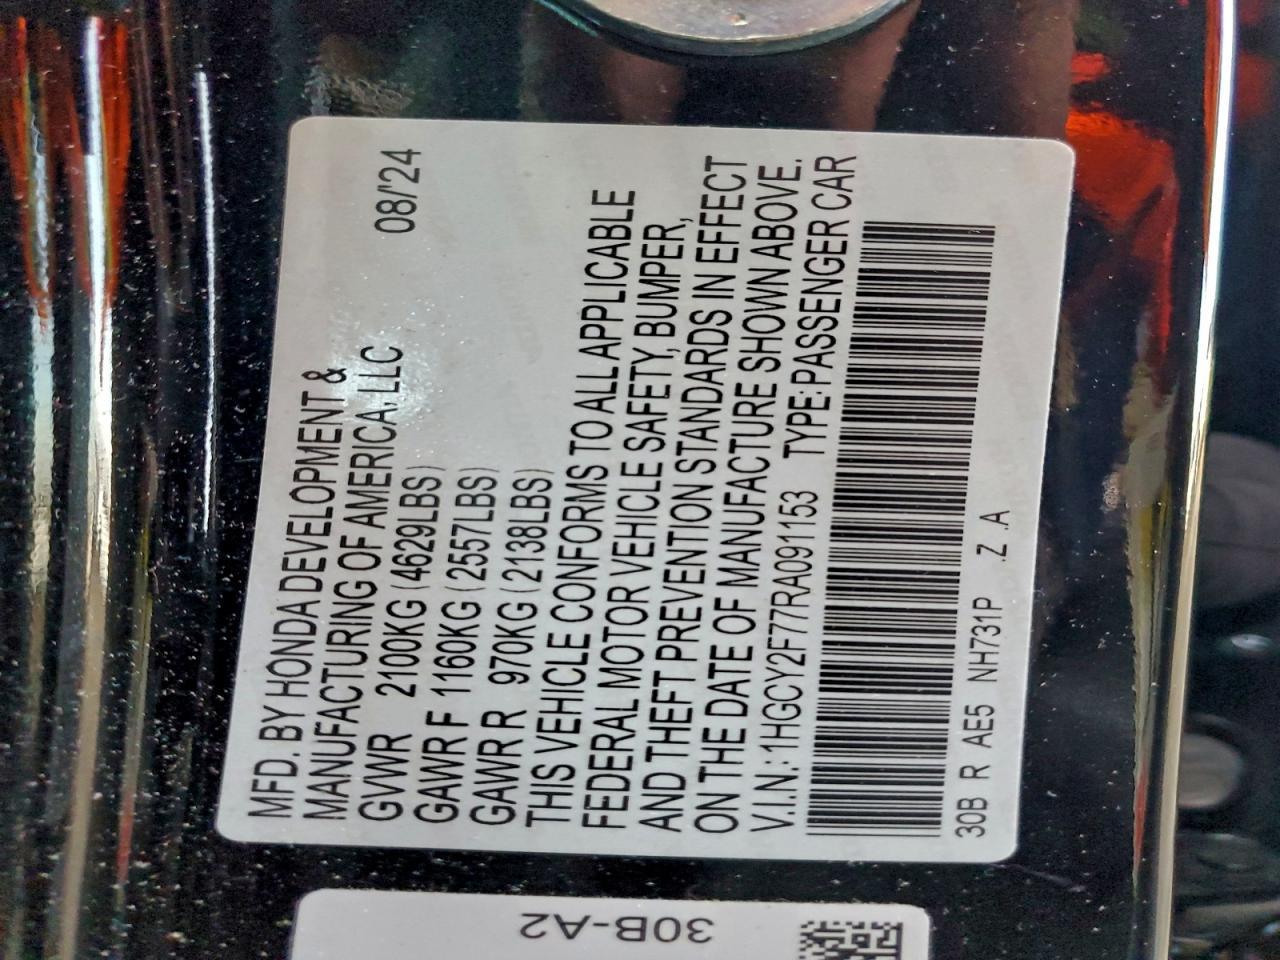 MFD. BY HONDA DEVELOPMENT &
MANUFACTURING OF AMERICA, LLC
GVWR 2100KG (4629LBS) 08/'24
GAWR F 1160KG (2557LBS)
GAWR R 970KG (2138LBS)
THIS VEHICLE CONFORMS TO ALL APPLICABLE
FEDERAL MOTOR VEHICLE SAFETY, BUMPER,
AND THEFT PREVENTION STANDARDS IN EFFECT
ON THE DATE OF MANUFACTURE SHOWN ABOVE.
V.I.N.: 1HGCY2F77RA091153 TYPE: PASSENGER CAR
30B R AE5 NH731P Z .A
30B-A2